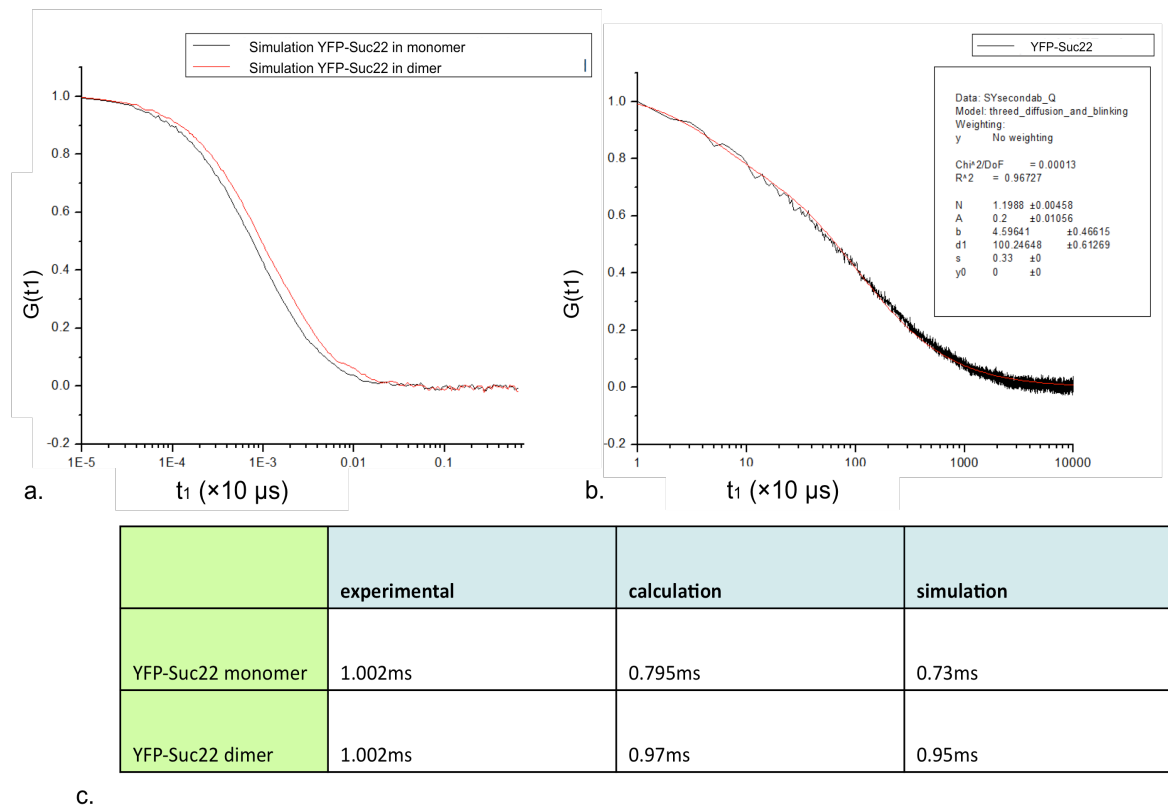 Simulation YFP-Suc22 in monomer
Simulation YFP-Suc22 in dimer
1.0
0.8
0.6
0.4
0.2
0.0
-0.2
G(t1)
1E-5 1E-4 1E-3 0.01 0.1
a.
t1 (×10 µs)
YFP-Suc22
Data: SYsecondab_Q
Model: threed_diffusion_and_blinking
Weighting:
y No weighting
Chi^2/DoF = 0.00013
R^2 = 0.96727
N 1.1988 ±0.00458
A 0.2 ±0.01056
b 4.59641 ±0.46615
d1 100.24648 ±0.61269
s 0.33 ±0
y0 0 ±0
1.0
0.8
0.6
0.4
0.2
0.0
-0.2
G(t1)
1 10 100 1000 10000
b.
t1 (×10 µs)
experimental calculation simulation
YFP-Suc22 monomer 1.002ms 0.795ms 0.73ms
YFP-Suc22 dimer 1.002ms 0.97ms 0.95ms
c.